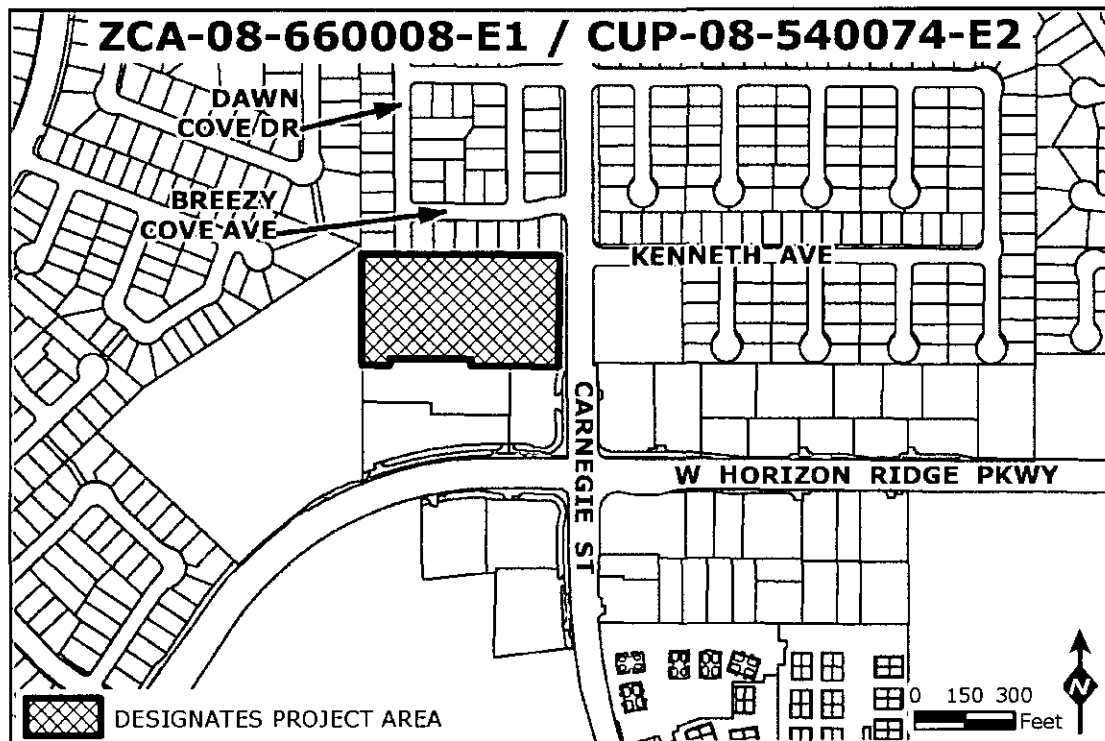 ZCA-08-660008-E1 / CUP-08-540074-E2
DAWN
COVE DR
BREEZY
COVE AVE
KENNETH AVE
CARNEGIE ST
W HORIZON RIDGE PKWY
N
0 150 300
Feet
DESIGNATES PROJECT AREA